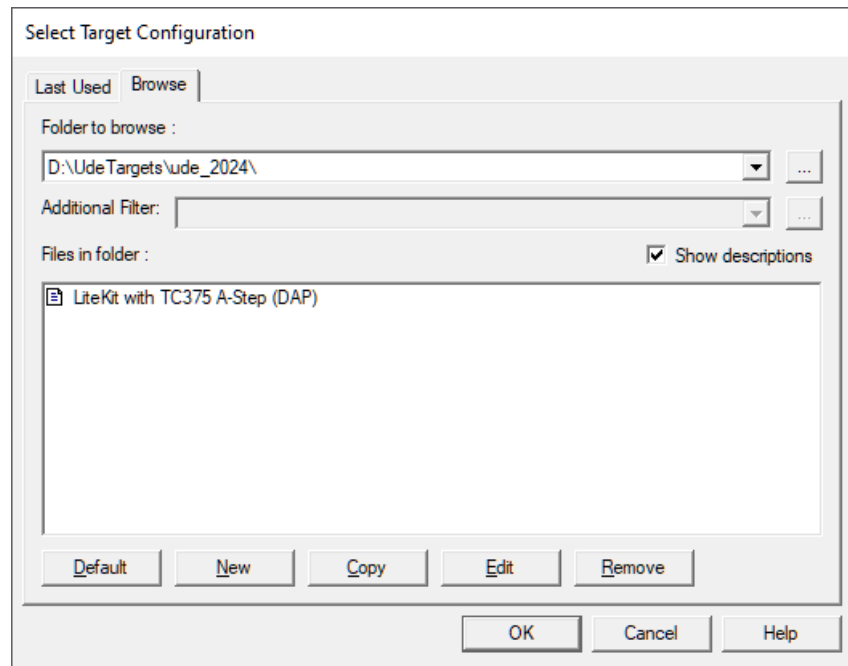 Select Target Configuration
Last Used Browse
Folder to browse :
D:\UdeTargets\ude_2024\ ...
Additional Filter: ...
Files in folder : Show descriptions
LiteKit with TC375 A-Step (DAP)
Default New Copy Edit Remove
OK Cancel Help